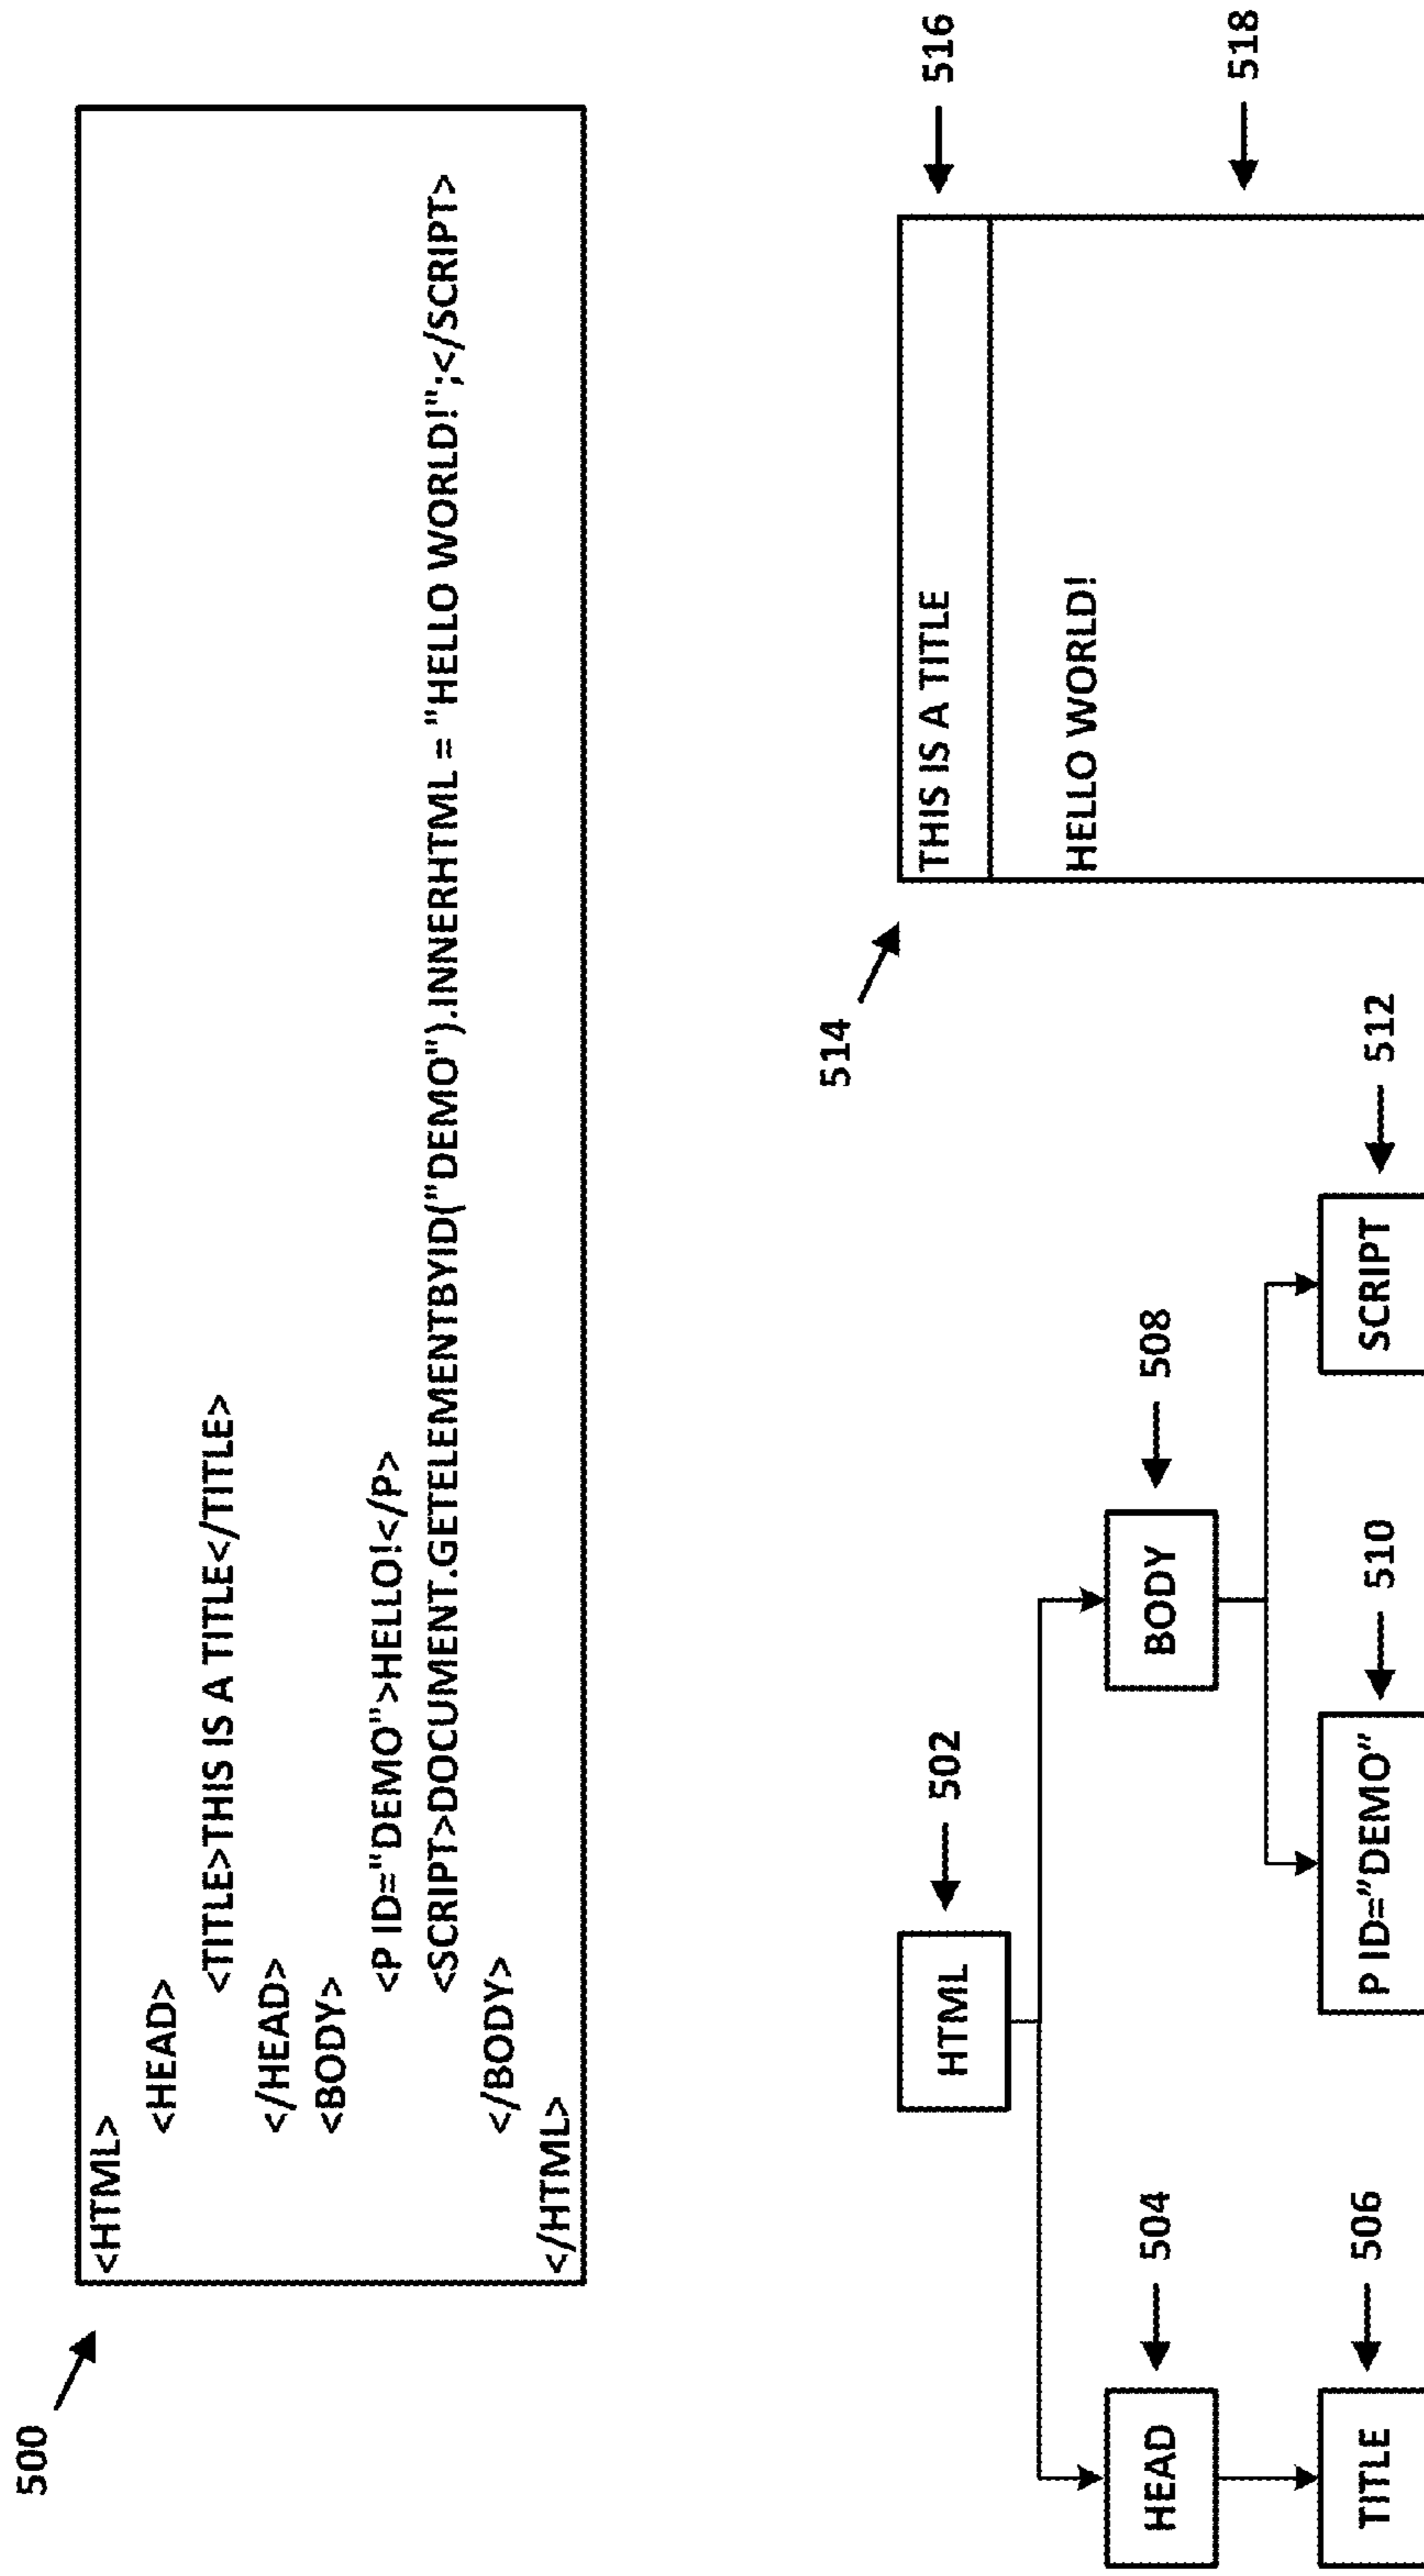 500
<HTML>
<HEAD>
<TITLE>THIS IS A TITLE</TITLE>
</HEAD>
<BODY>
<P ID="DEMO">HELLO!</P>
<SCRIPT>DOCUMENT.GETELEMENTBYID("DEMO").INNERHTML = "HELLO WORLD!";</SCRIPT>
</BODY>
</HTML>
HTML
502
HEAD
504
BODY
508
TITLE
506
P ID="DEMO"
510
SCRIPT
512
514
THIS IS A TITLE
516
HELLO WORLD!
518